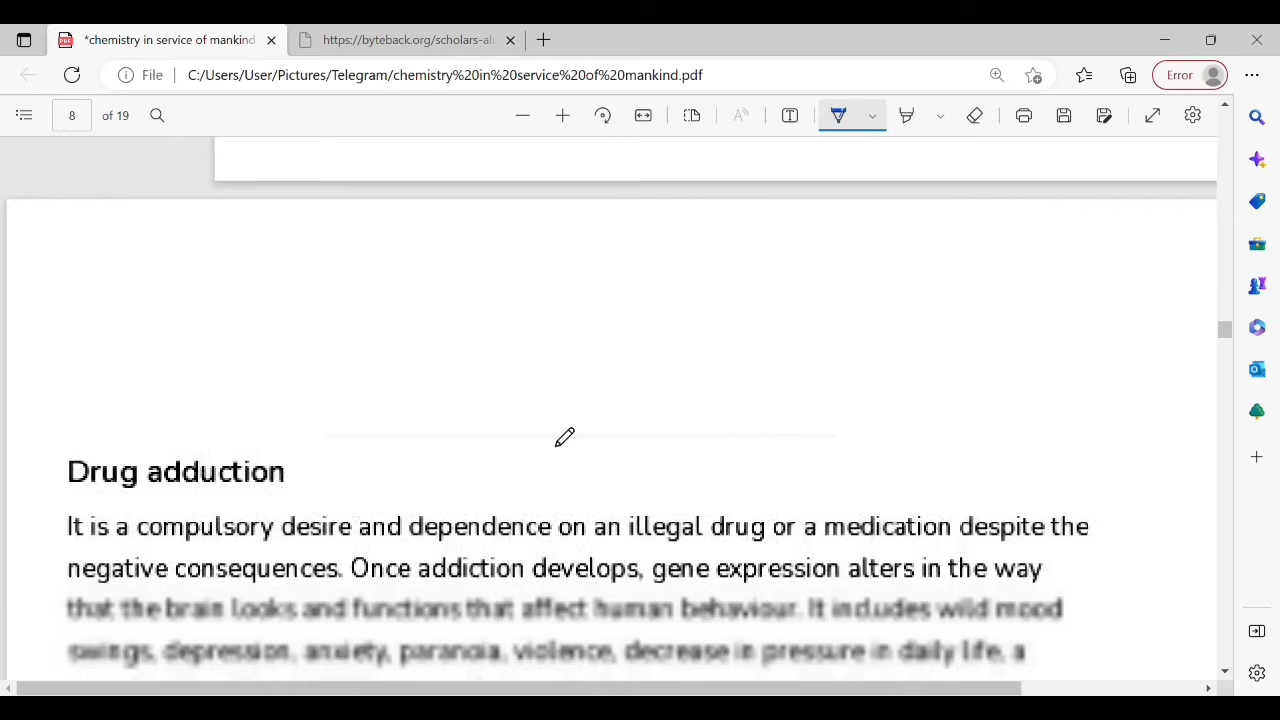 *chemistry in service of mankind
https://byteback.org/scholars-al
File
C:/Users/User/Pictures/Telegram/chemistry%20in%20service%20of%20mankind.pdf
Error
8 of 19
Drug adduction
It is a compulsory desire and dependence on an illegal drug or a medication despite the
negative consequences. Once addiction develops, gene expression alters in the way
that the brain looks and functions that affect human behaviour. It includes wild mood
swings, depression, anxiety, paranoia, violence, decrease in pressure in daily life, a